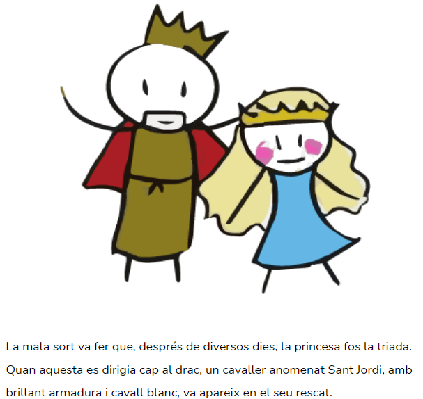 La mala sort va fer que, després de diversos dies, la princesa fos la triada.
Quan aquesta es dirigia cap al drac, un cavaller anomenat Sant Jordi, amb
brillant armadura i cavall blanc, va apareix en el seu rescat.